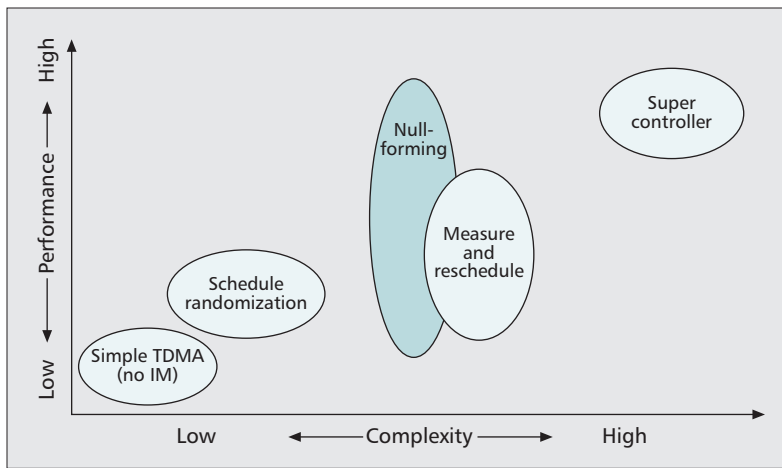 High
Performance
Low
Super
controller
Null-
forming
Measure
and
reschedule
Schedule
randomization
Simple TDMA
(no IM)
Low
Complexity
High